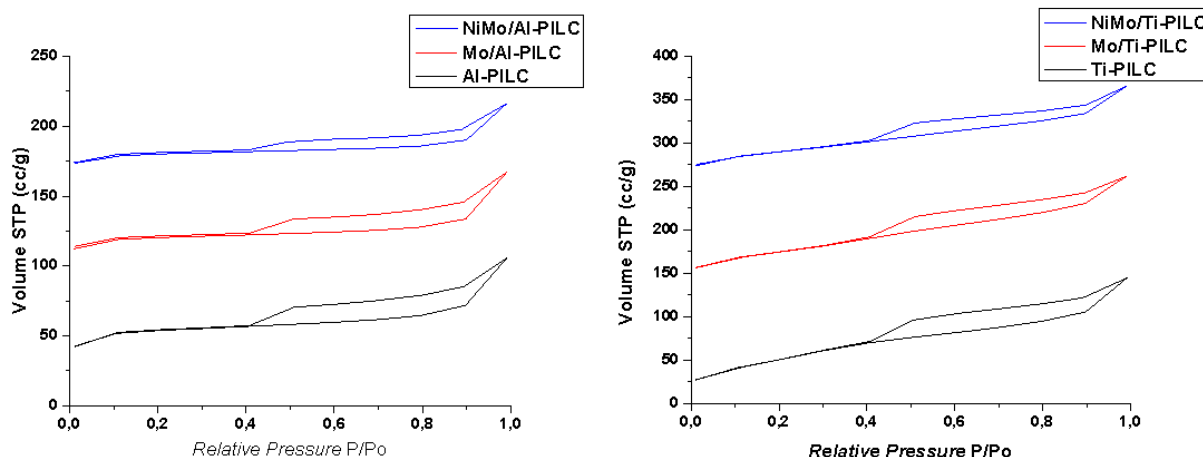 NiMo/Al-PILC
Mo/Al-PILC
Al-PILC
250
200
150
100
50
0
Volume STP (cc/g)
0,0
0,2
0,4
0,6
0,8
1,0
Relative Pressure P/Po
NiMo/Ti-PILC
Mo/Ti-PILC
Ti-PILC
400
350
300
250
200
150
100
50
0
Volume STP (cc/g)
0,0
0,2
0,4
0,6
0,8
1,0
Relative Pressure P/Po